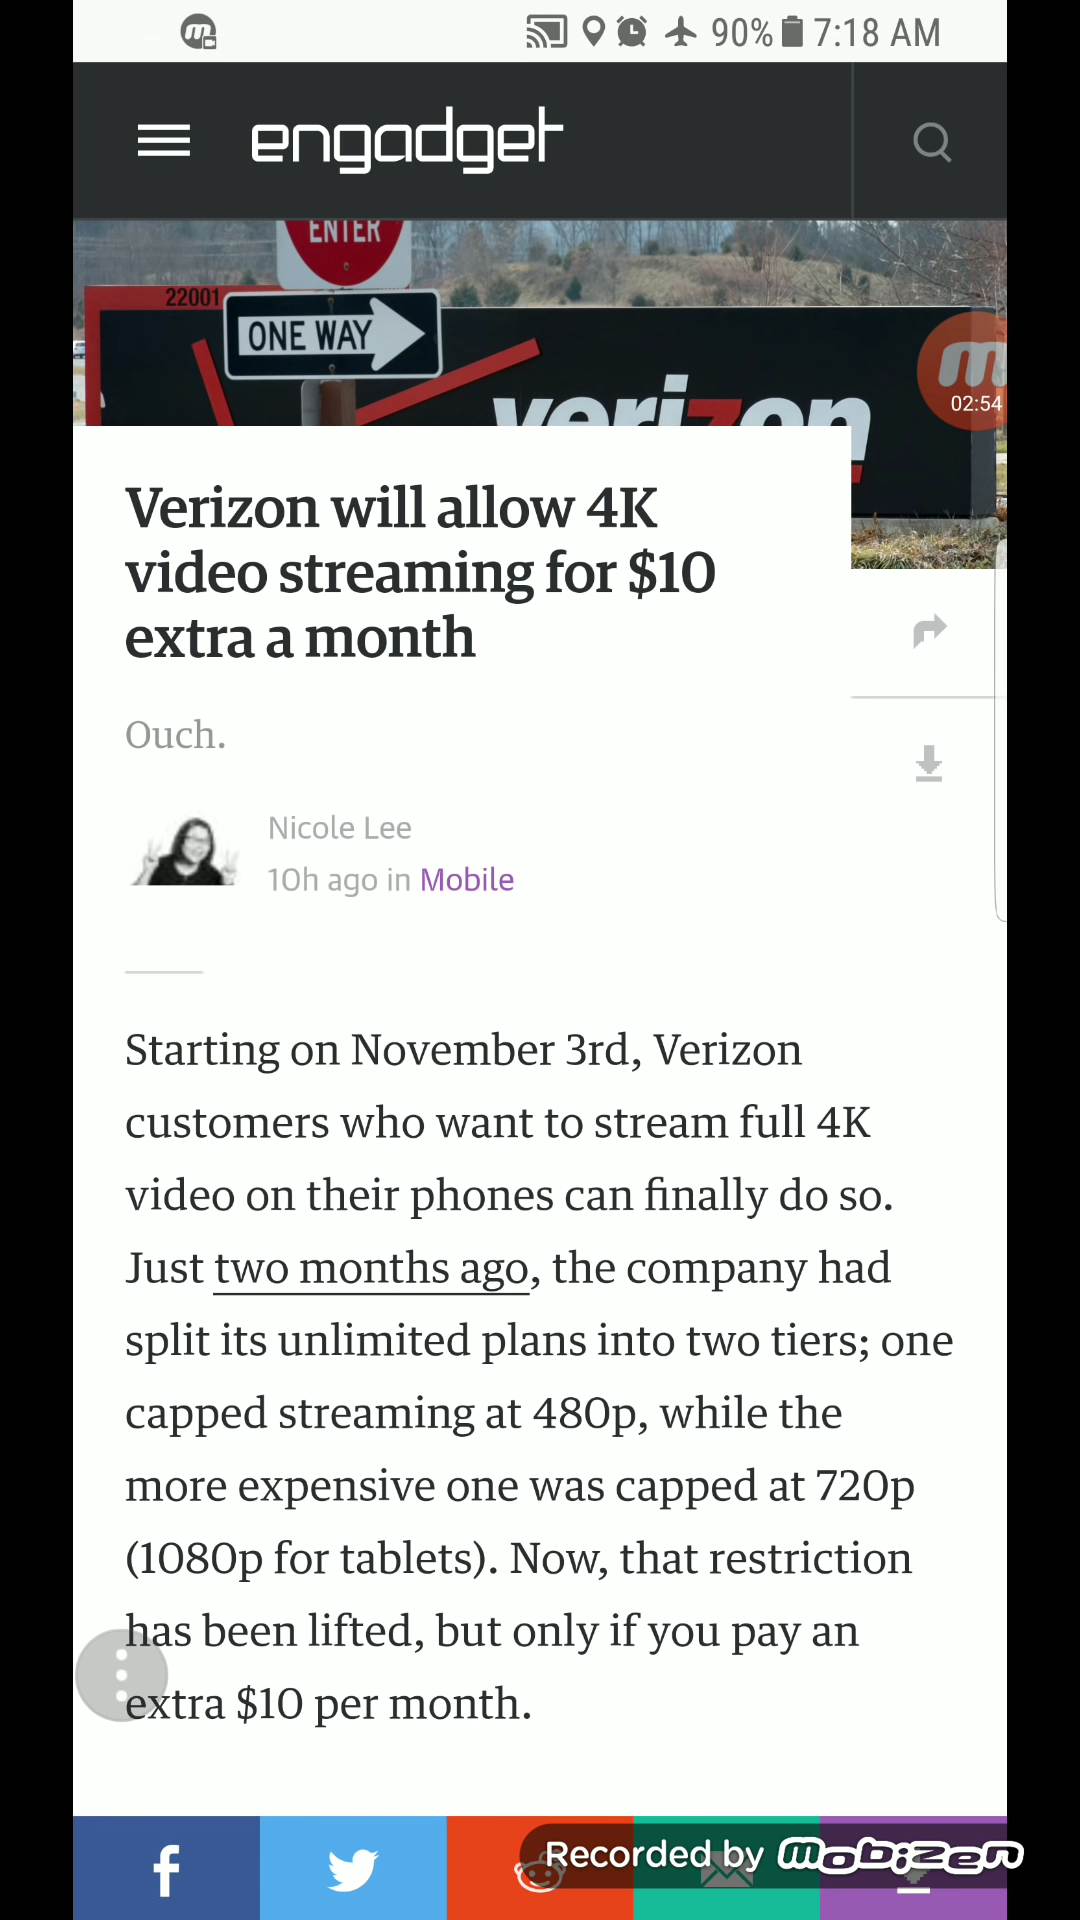 90% 7:18 AM
engadget
ENTER
22001
ONE WAY
verizon
02:54
Verizon will allow 4K
video streaming for $10
extra a month
Ouch.
Nicole Lee
10h ago in Mobile
Starting on November 3rd, Verizon
customers who want to stream full 4K
video on their phones can finally do so.
Just two months ago, the company had
split its unlimited plans into two tiers; one
capped streaming at 480p, while the
more expensive one was capped at 720p
(1080p for tablets). Now, that restriction
has been lifted, but only if you pay an
extra $10 per month.
Recorded by mobizen